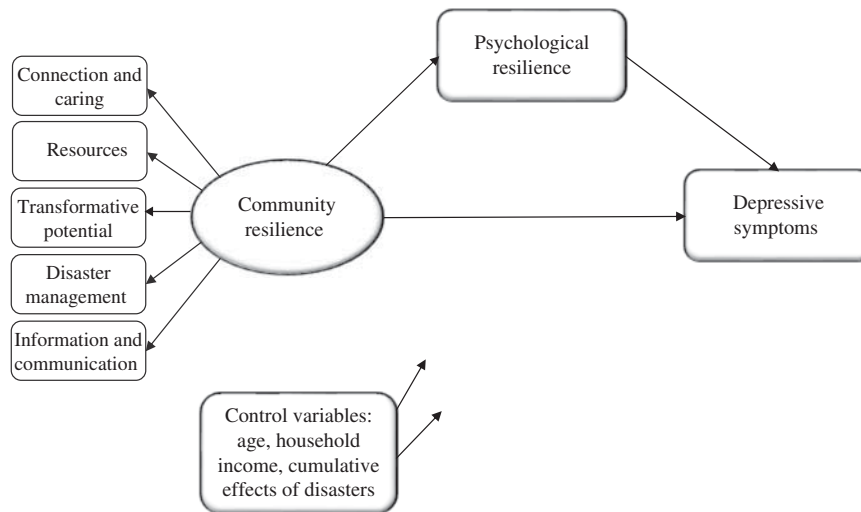 Psychological
resilience
Connection and
caring
Resources
Transformative
potential
Disaster
management
Information and
communication
Community
resilience
Depressive
symptoms
Control variables:
age, household
income, cumulative
effects of disasters